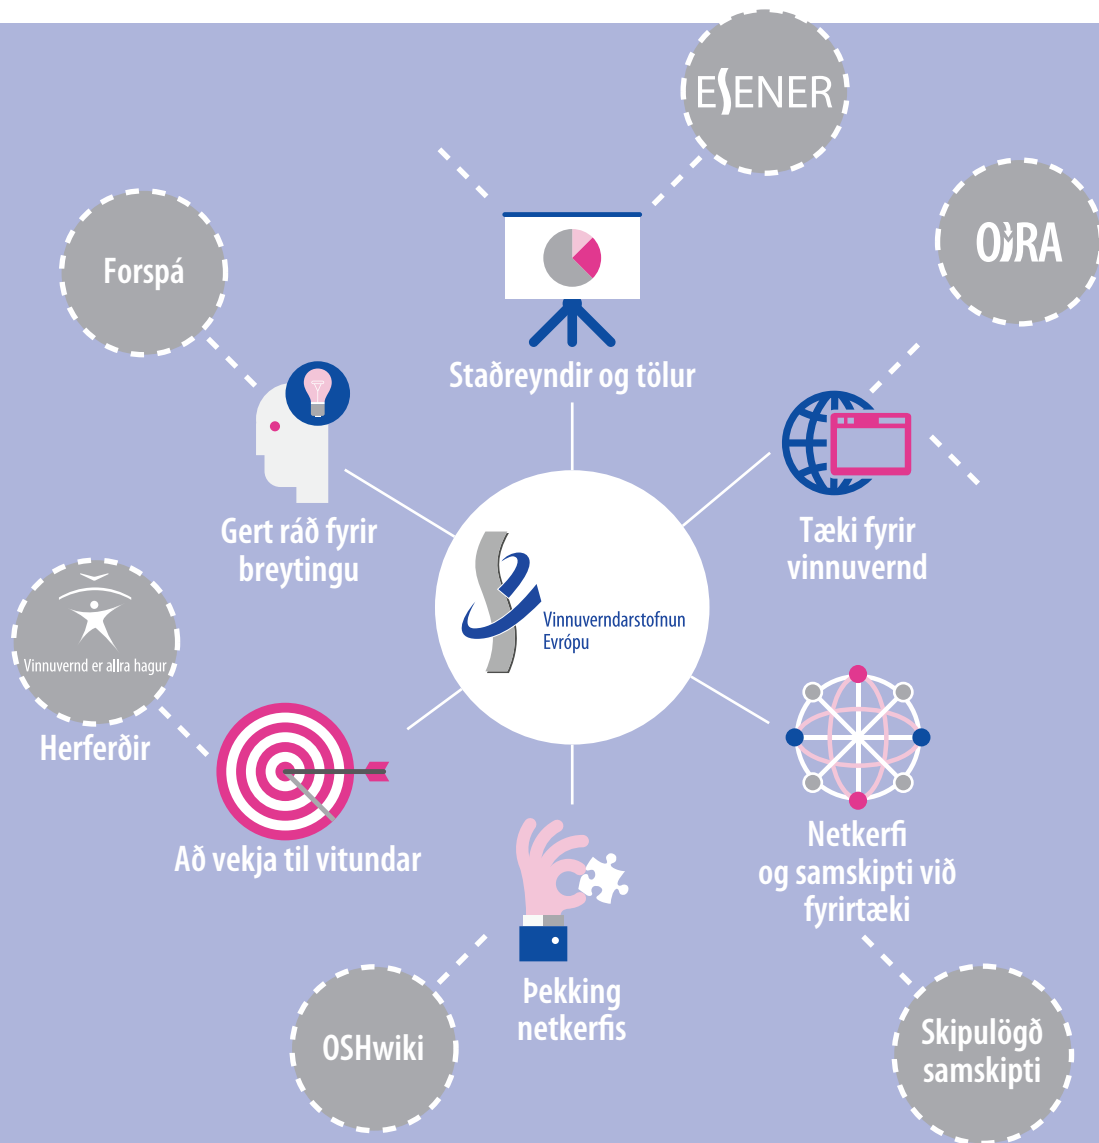 ESENER
OiRA
Forspá
Staðreyndir og tölur
Gert ráð fyrir
breytingu
Tæki fyrir
vinnuvernd
Vinnuverndarstofnun
Evrópu
Vinnuvernd er allra hagur
Herferðir
Að vekja til vitundar
Netkerfi
og samskipti við
fyrirtæki
Þekking
netkerfis
OSHwiki
Skipulögð
samskipti